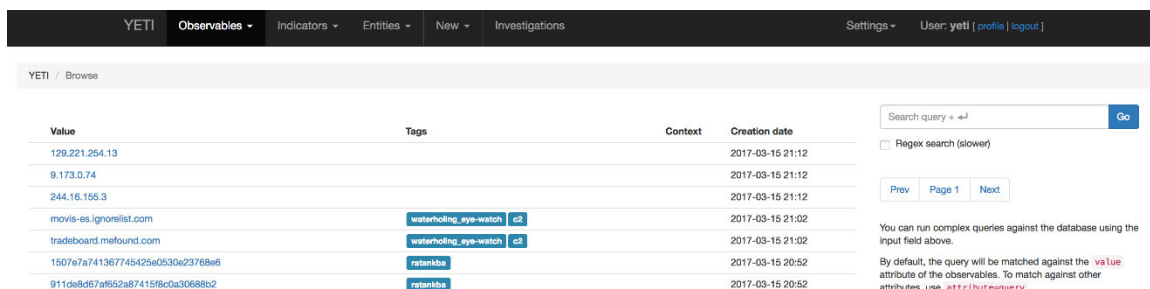 YETI Observables Indicators Entities New Investigations Settings User: yeti [ profile | logout ]
YETI / Browse
Value Tags Context Creation date
129.221.254.13 2017-03-15 21:12
9.173.0.74 2017-03-15 21:12
244.16.155.3 2017-03-15 21:12
movis-es.ignorelist.com waterholing_eye-watch c2 2017-03-15 21:02
tradeboard.mefound.com waterholing_eye-watch c2 2017-03-15 21:02
1507e7a741367745425e0530e23768e6 ratankba 2017-03-15 20:52
911de8d67af652a87415f8c0a30688b2 ratankba 2017-03-15 20:52
Search query + ↵ Go
Regex search (slower)
Prev Page 1 Next
You can run complex queries against the database using the
input field above.
By default, the query will be matched against the value
attribute of the observables. To match against other
attributes, use attribute=query